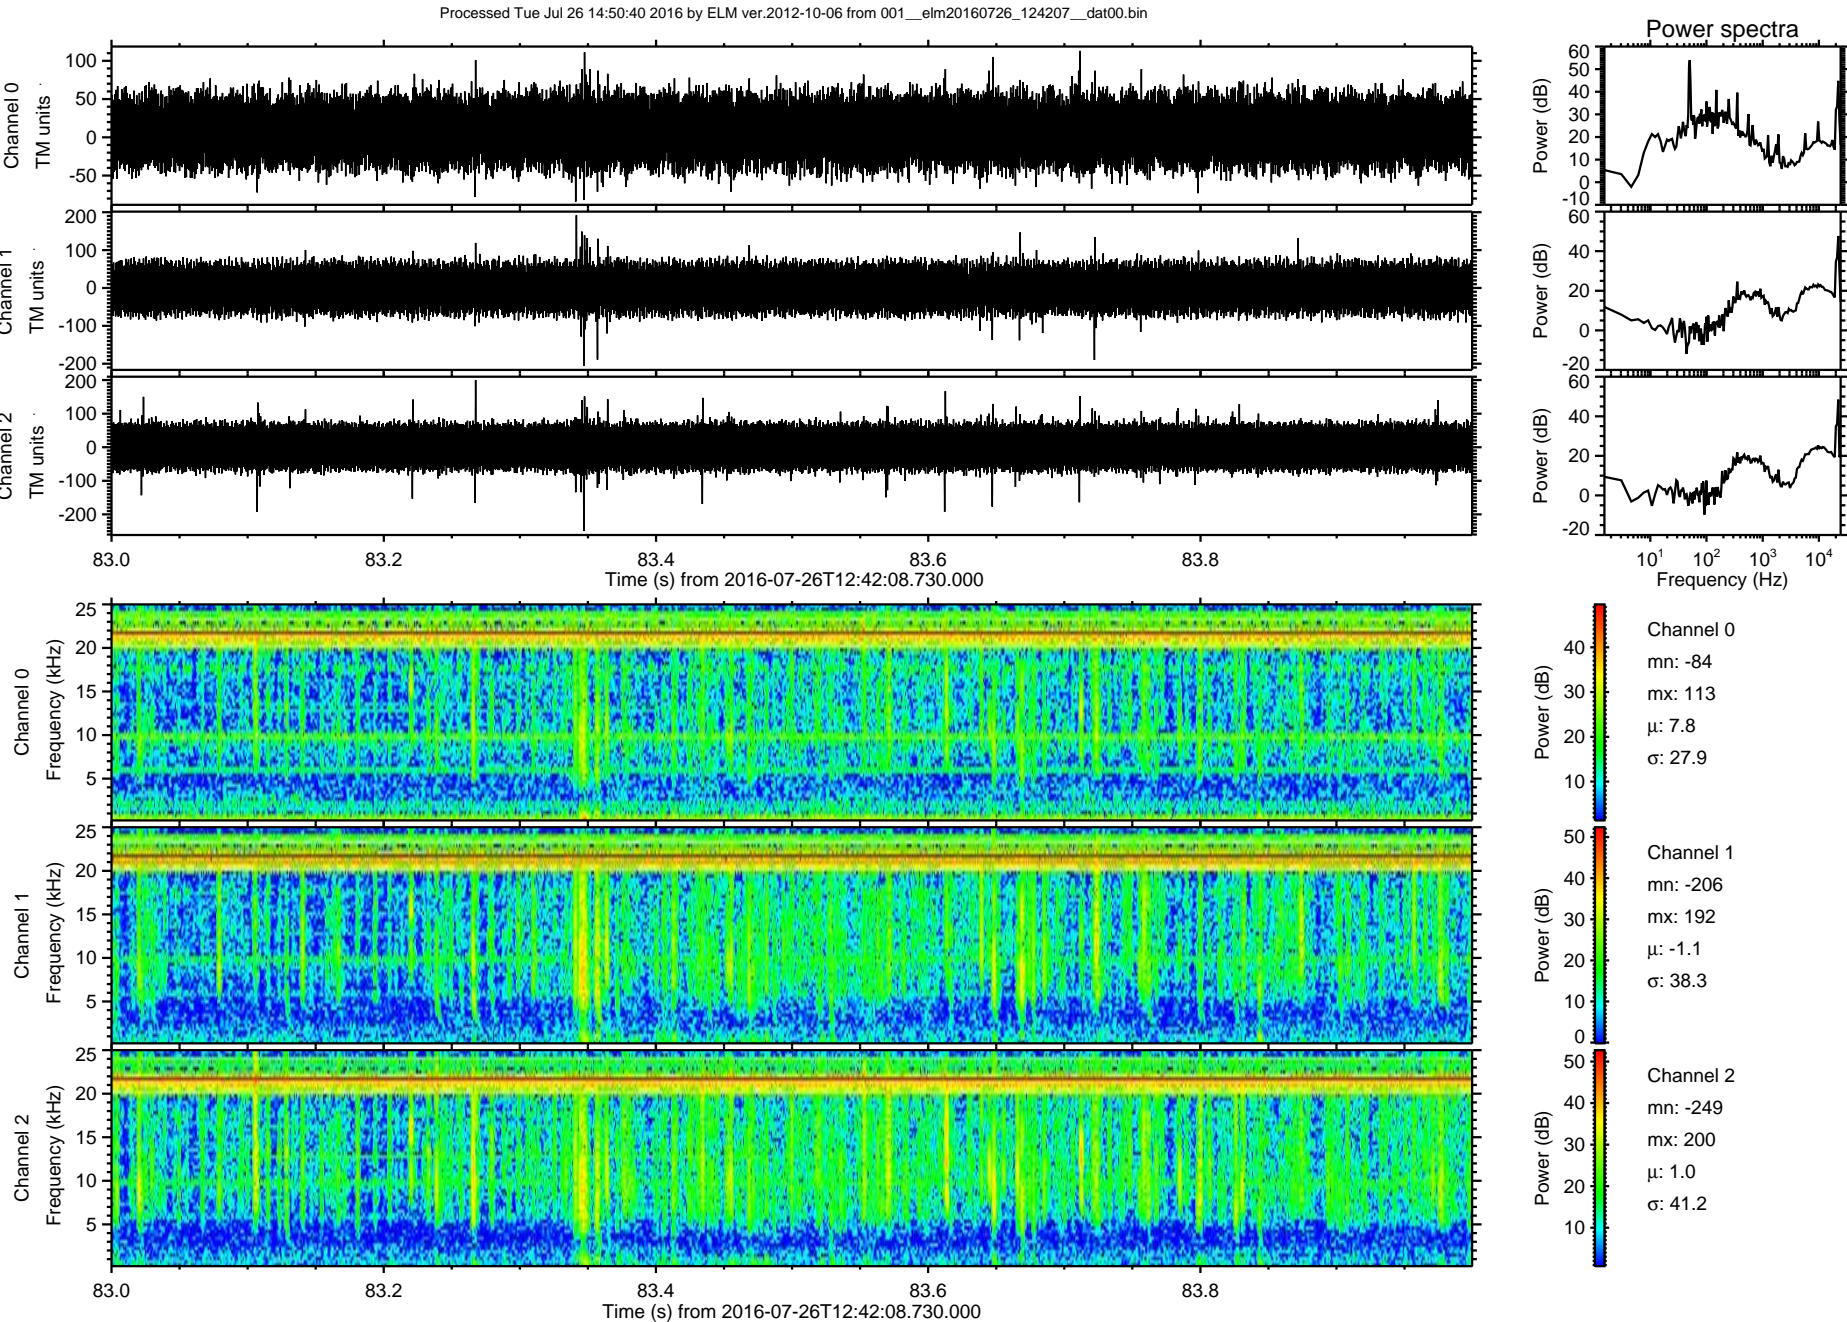 Processed Tue Jul 26 14:50:40 2016 by ELM ver.2012-10-06 from 001__elm20160726_124207__dat00.bin
Power spectra
Channel 0
TM units
100
50
0
-50
Power (dB)
60
50
40
30
20
10
0
-10
Channel 1
TM units
200
100
0
-100
-200
Power (dB)
60
40
20
0
-20
Channel 2
TM units
200
100
0
-100
-200
Power (dB)
60
40
20
0
-20
83.0 83.2 83.4 83.6 83.8
Time (s) from 2016-07-26T12:42:08.730.000
10¹ 10² 10³ 10⁴
Frequency (Hz)
Channel 0
Frequency (kHz)
25
20
15
10
5
Power (dB)
40
30
20
10
Channel 0
mn: -84
mx: 113
μ: 7.8
σ: 27.9
Channel 1
Frequency (kHz)
25
20
15
10
5
Power (dB)
50
40
30
20
10
0
Channel 1
mn: -206
mx: 192
μ: -1.1
σ: 38.3
Channel 2
Frequency (kHz)
25
20
15
10
5
Power (dB)
50
40
30
20
10
Channel 2
mn: -249
mx: 200
μ: 1.0
σ: 41.2
83.0 83.2 83.4 83.6 83.8
Time (s) from 2016-07-26T12:42:08.730.000